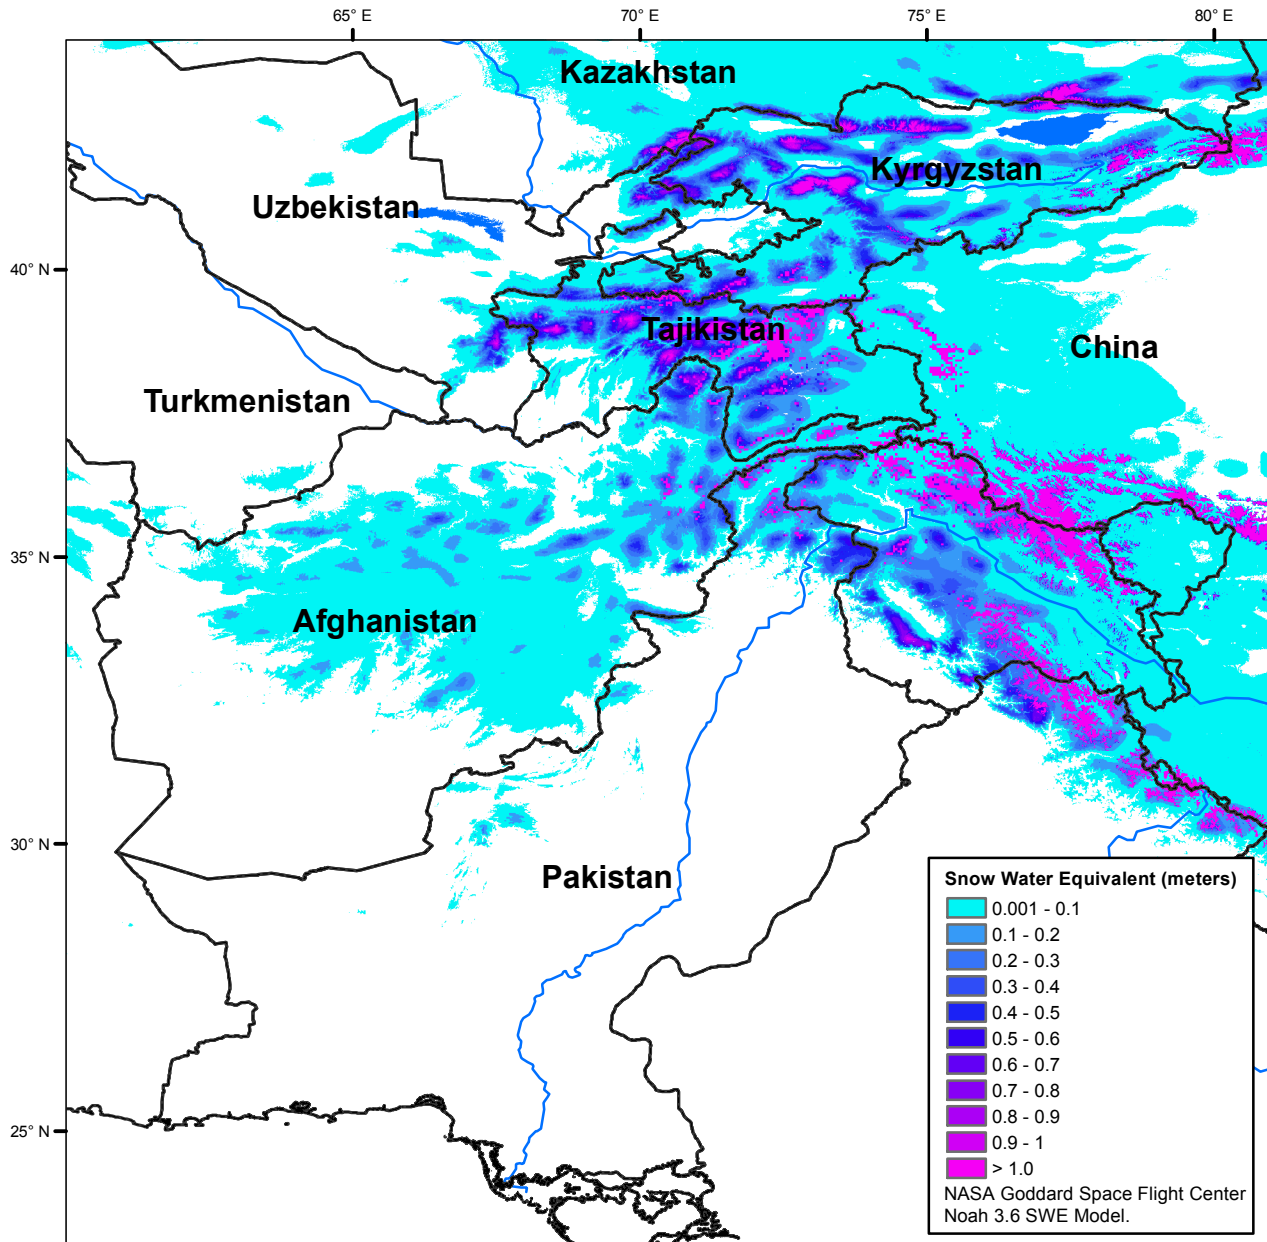 65° E
70° E
75° E
80° E
Kazakhstan
Kyrgyzstan
Uzbekistan
40° N
Tajikistan
China
Turkmenistan
35° N
Afghanistan
30° N
Pakistan
25° N
Snow Water Equivalent (meters)
0.001 - 0.1
0.1 - 0.2
0.2 - 0.3
0.3 - 0.4
0.4 - 0.5
0.5 - 0.6
0.6 - 0.7
0.7 - 0.8
0.8 - 0.9
0.9 - 1
> 1.0
NASA Goddard Space Flight Center
Noah 3.6 SWE Model.